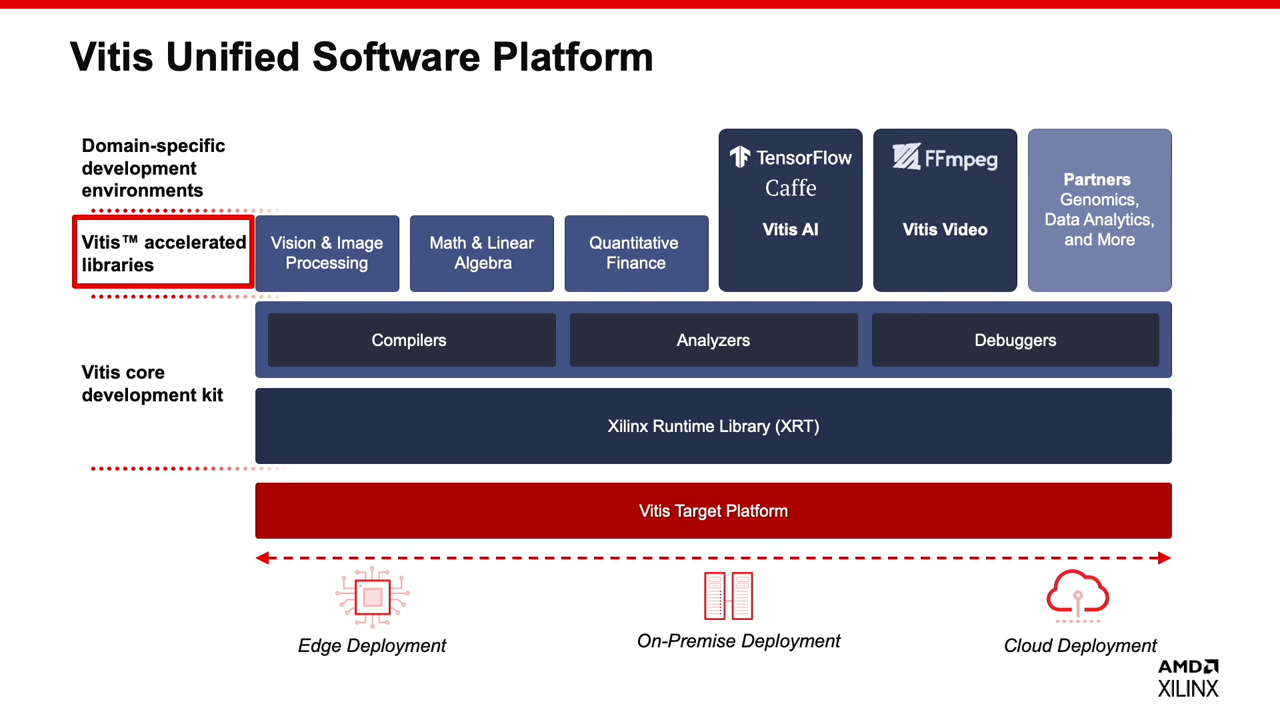 Vitis Unified Software Platform
Domain-specific
development
environments
TensorFlow
Caffe
Vitis AI
FFmpeg
Vitis Video
Partners
Genomics,
Data Analytics,
and More
Vitis™ accelerated
libraries
Vision & Image
Processing
Math & Linear
Algebra
Quantitative
Finance
Vitis core
development kit
Compilers
Analyzers
Debuggers
Xilinx Runtime Library (XRT)
Vitis Target Platform
Edge Deployment
On-Premise Deployment
Cloud Deployment
AMD
XILINX